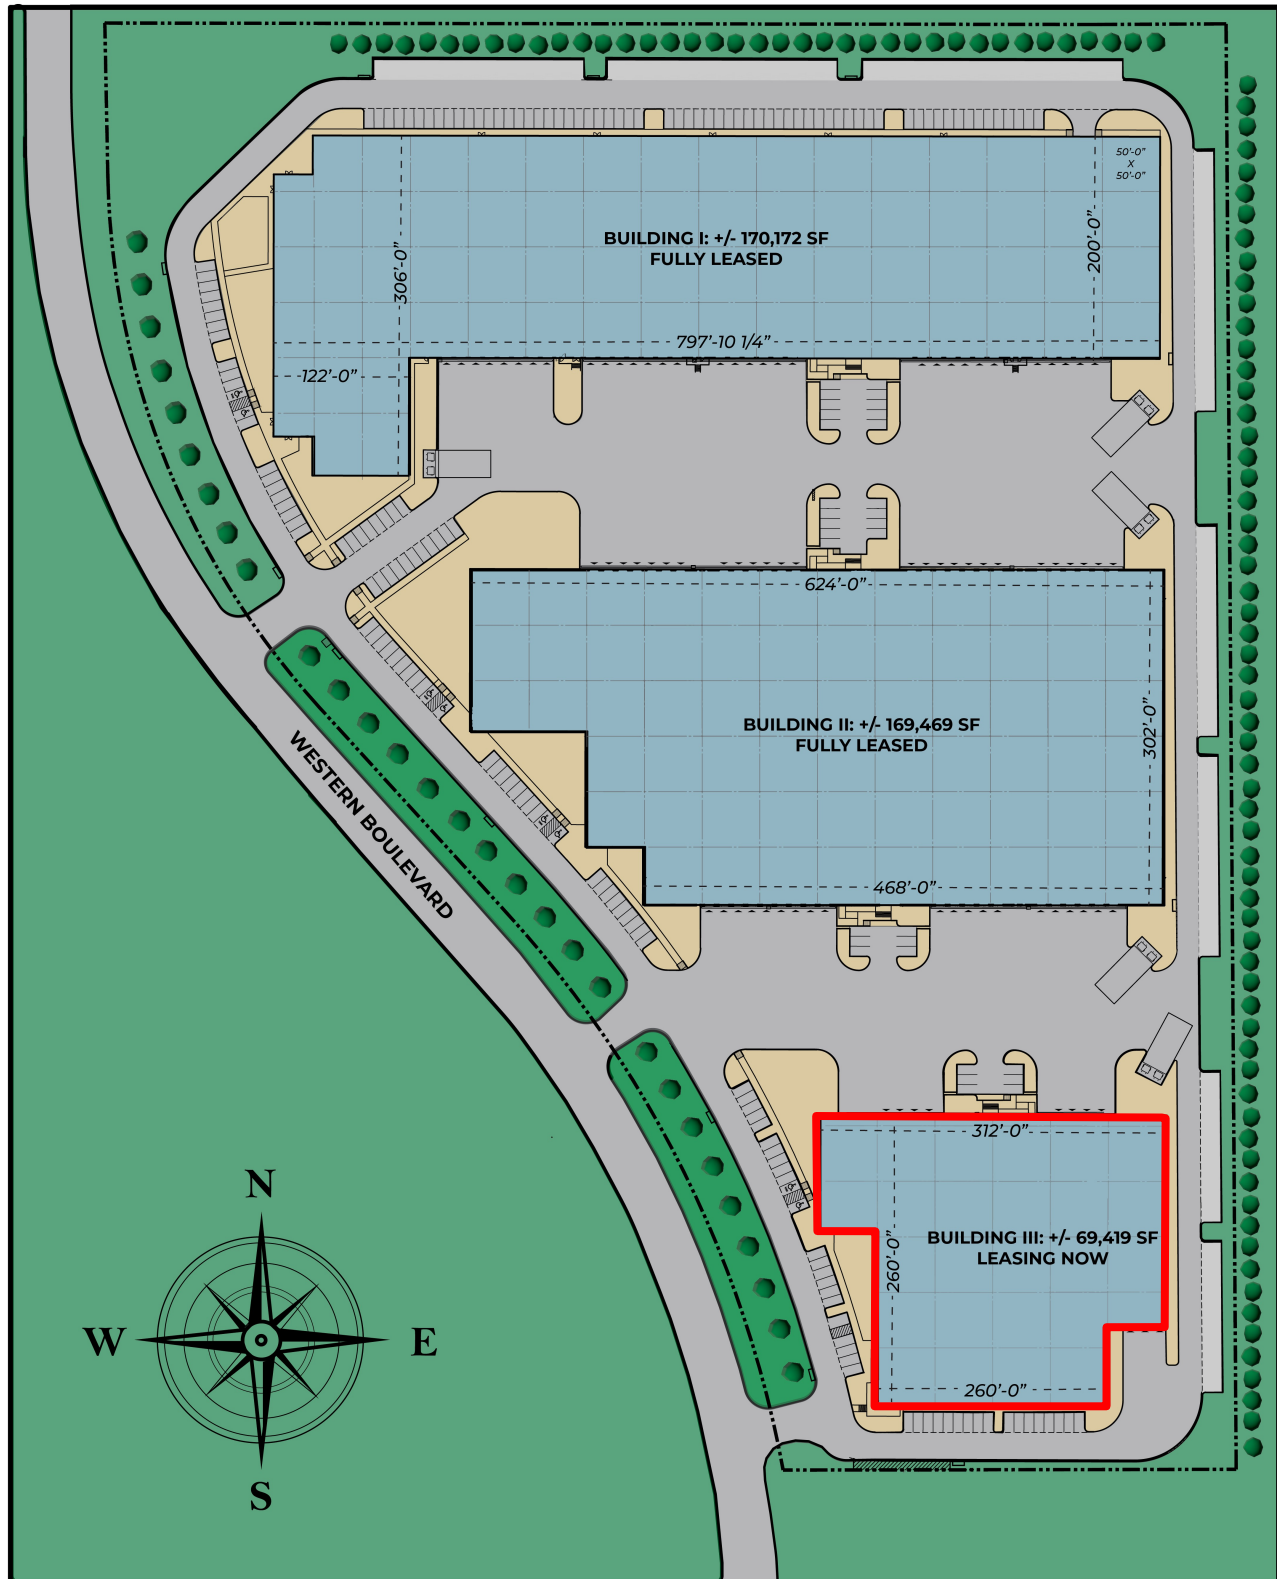 50'-0"
X
50'-0"
BUILDING I: +/- 170,172 SF
FULLY LEASED
306'-0"
200'-0"
797'-10 1/4"
122'-0"
624'-0"
BUILDING II: +/- 169,469 SF
FULLY LEASED
302'-0"
WESTERN BOULEVARD
468'-0"
312'-0"
BUILDING III: +/- 69,419 SF
LEASING NOW
260'-0"
260'-0"
N
W
E
S